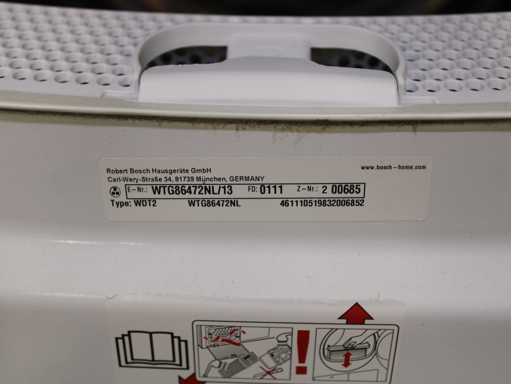 Robert Bosch Hausgeräte GmbH
www.bosch-home.com
Carl-Wery-Straße 34, 81739 München, GERMANY
E-Nr.: WTG86472NL/13 FD: 0111 Z-Nr.: 2 00685
Type: WDT2 WTG86472NL 461110519832006852